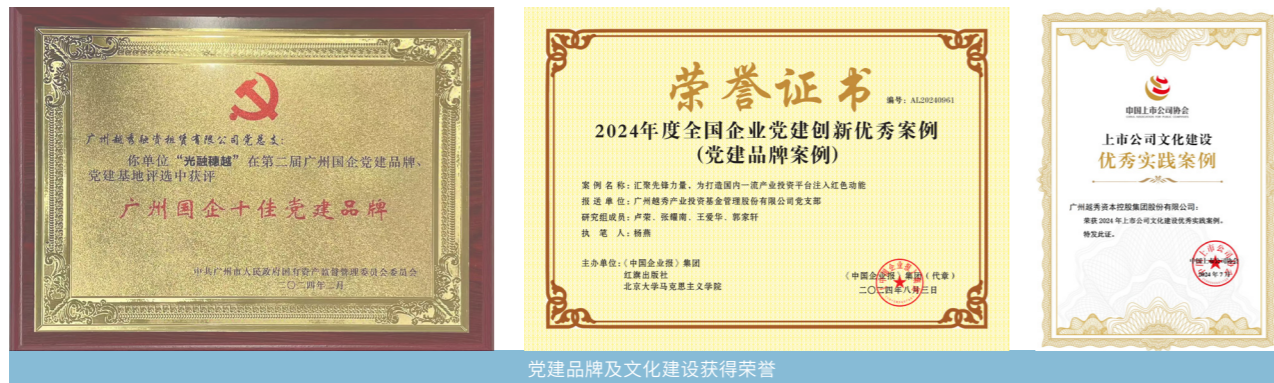 广州越秀融资租赁有限公司党总支:
你单位“光融穗越”在第二届广州国企党建品牌、
党建基地评选中获评
广州国企十佳党建品牌
中共广州市人民政府国有资产监督管理委员会委员会
二〇二四年二月
荣誉证书
编号：AL20240961
2024年度全国企业党建创新优秀案例
(党建品牌案例)
案例名称：汇聚先锋力量，为打造国内一流产业投资平台注入红色动能
报送单位：广州越秀产业投资基金管理股份有限公司党支部
研究组成员：卢荣、张耀南、王爱华、郭家轩
执笔人：杨燕
主办单位：《中国企业报》集团
红旗出版社
北京大学马克思主义学院
《中国企业报》集团（代章）
二〇二四年八月三日
中国上市公司协会
上市公司文化建设
优秀实践案例
广州越秀资本控股集团股份有限公司：
荣获 2024 年上市公司文化建设优秀实践案例。
特发此证。
中国上市公司协会
2024 年 7 月
党建品牌及文化建设获得荣誉